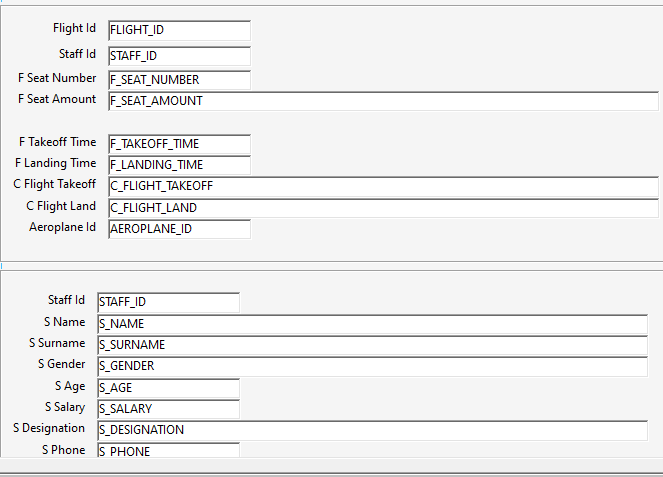 Flight Id FLIGHT_ID
Staff Id STAFF_ID
F Seat Number F_SEAT_NUMBER
F Seat Amount F_SEAT_AMOUNT
F Takeoff Time F_TAKEOFF_TIME
F Landing Time F_LANDING_TIME
C Flight Takeoff C_FLIGHT_TAKEOFF
C Flight Land C_FLIGHT_LAND
Aeroplane Id AEROPLANE_ID
Staff Id STAFF_ID
S Name S_NAME
S Surname S_SURNAME
S Gender S_GENDER
S Age S_AGE
S Salary S_SALARY
S Designation S_DESIGNATION
S Phone S_PHONE